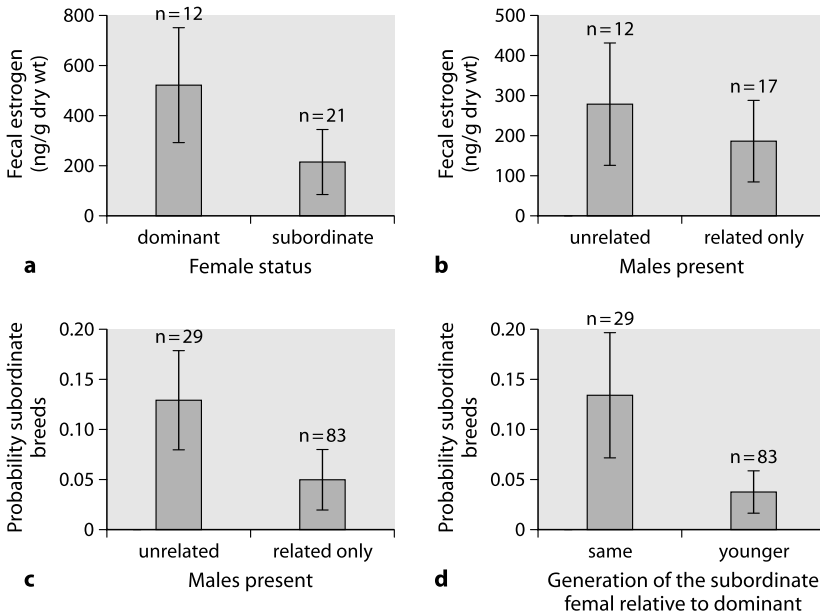 800
600
400
200
0
Fecal estrogen
(ng/g dry wt)
n=12
n=21
dominant
subordinate
Female status
a
500
400
300
200
100
0
Fecal estrogen
(ng/g dry wt)
n=12
n=17
unrelated
related only
Males present
b
0.20
0.15
0.10
0.05
0
Probability subordinate
breeds
n=29
n=83
unrelated
related only
Males present
c
0.20
0.15
0.10
0.05
0
Probability subordinate
breeds
n=29
n=83
same
younger
Generation of the subordinate
femal relative to dominant
d